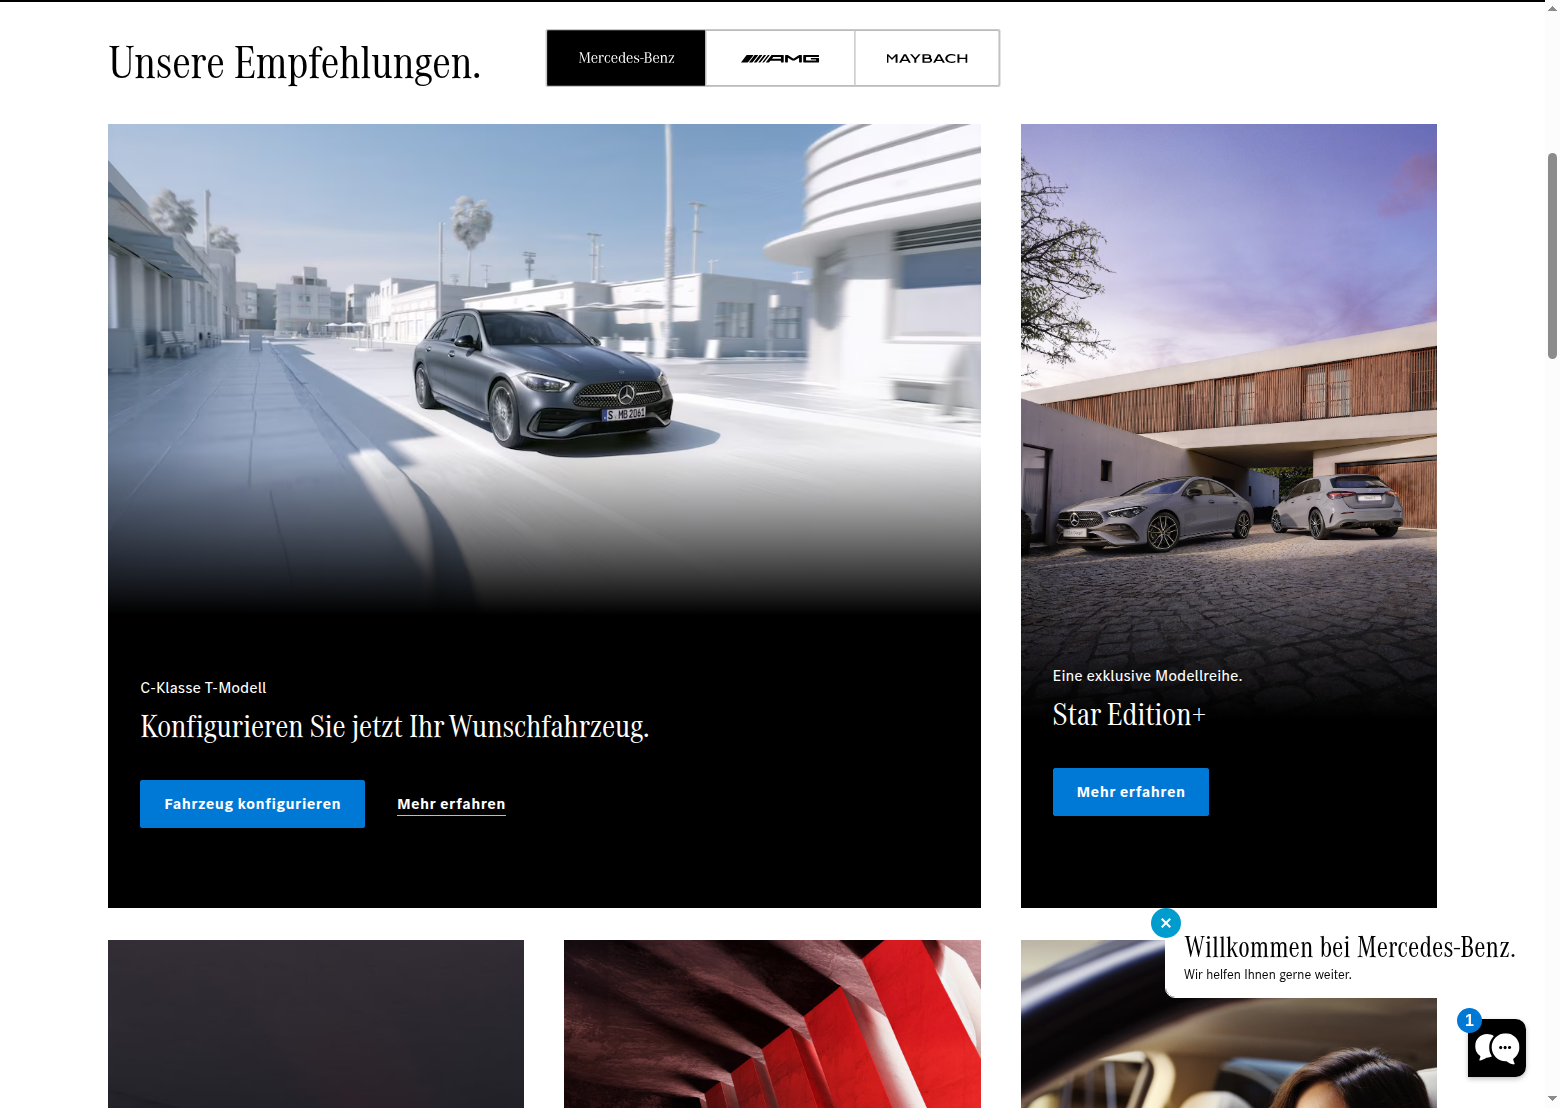 Unsere Empfehlungen.
Mercedes-Benz
AMG
MAYBACH
S MB 2061
C-Klasse T-Modell
Konfigurieren Sie jetzt Ihr Wunschfahrzeug.
Fahrzeug konfigurieren
Mehr erfahren
Eine exklusive Modellreihe.
Star Edition+
Mehr erfahren
Willkommen bei Mercedes-Benz.
Wir helfen Ihnen gerne weiter.
1